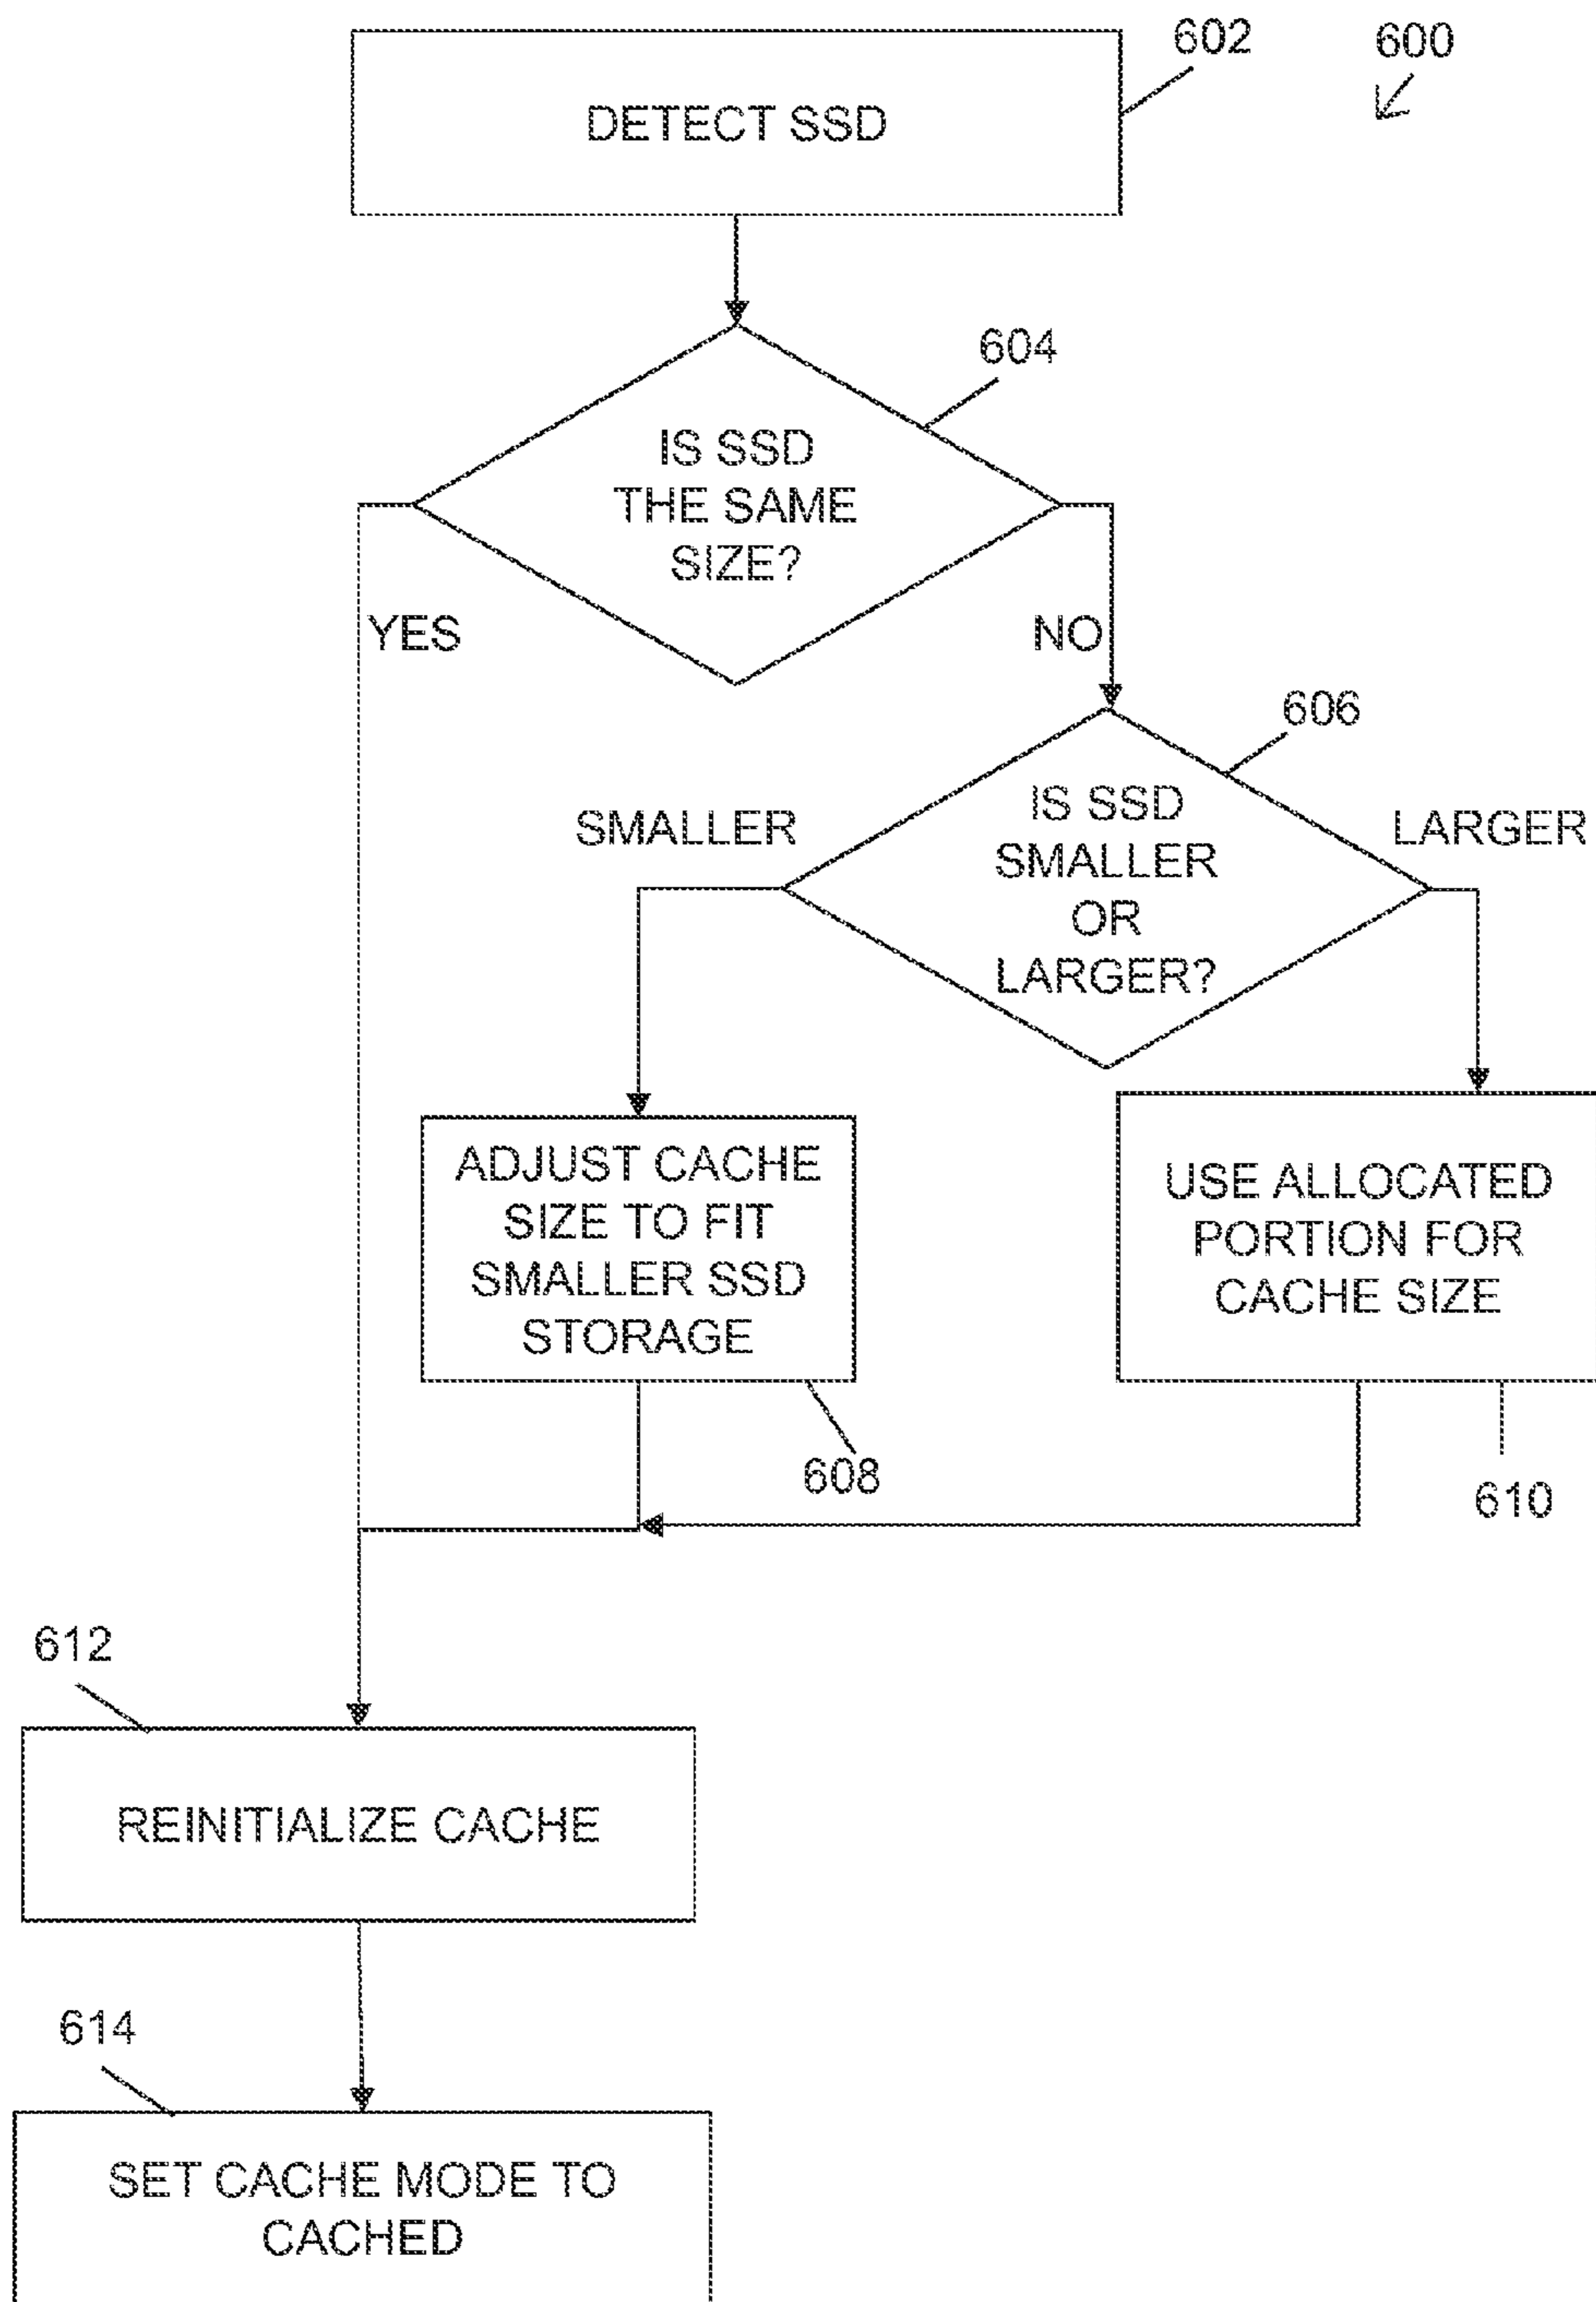 602
600
DETECT SSD
604
IS SSD
THE SAME
SIZE?
YES
NO
606
SMALLER
IS SSD
SMALLER
OR
LARGER?
LARGER
ADJUST CACHE
SIZE TO FIT
SMALLER SSD
STORAGE
USE ALLOCATED
PORTION FOR
CACHE SIZE
608
610
612
REINITIALIZE CACHE
614
SET CACHE MODE TO
CACHED